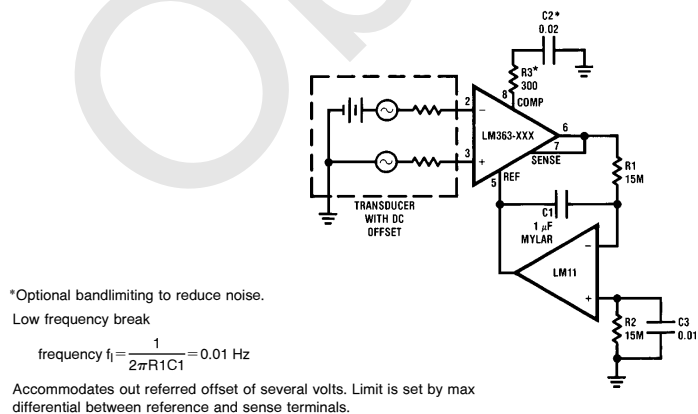 C2*
0.02
R3*
300
8
COMP
2
−
LM363-XXX
6
7
SENSE
3
+
5
REF
R1
15M
TRANSDUCER
WITH DC
OFFSET
C1
1 μF
MYLAR
−
LM11
+
R2
15M
C3
0.01
*Optional bandlimiting to reduce noise.
Low frequency break
frequency fl = 1 / 2πR1C1 = 0.01 Hz
Accommodates out referred offset of several volts. Limit is set by max
differential between reference and sense terminals.